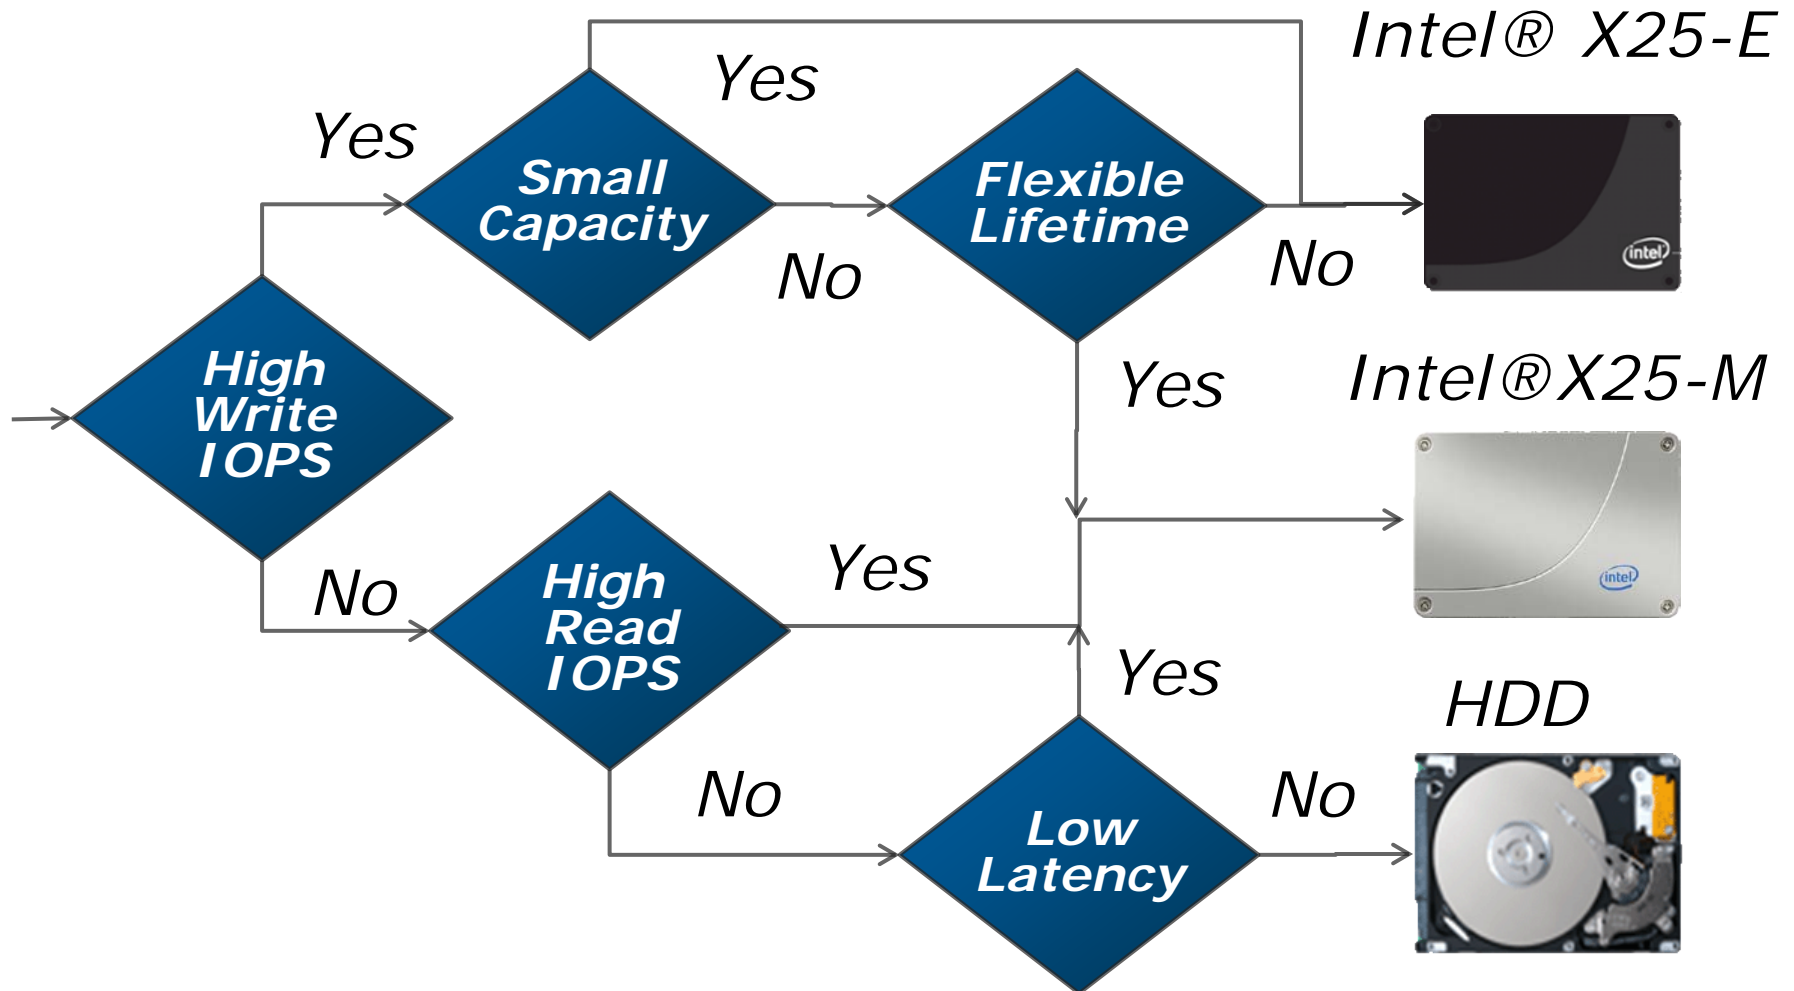 Intel® X25-E
Yes
Yes
Small
Capacity
Flexible
Lifetime
No
No
intel
High
Write
IOPS
Yes
Intel®X25-M
No
High
Read
IOPS
Yes
intel
Yes
HDD
No
Low
Latency
No